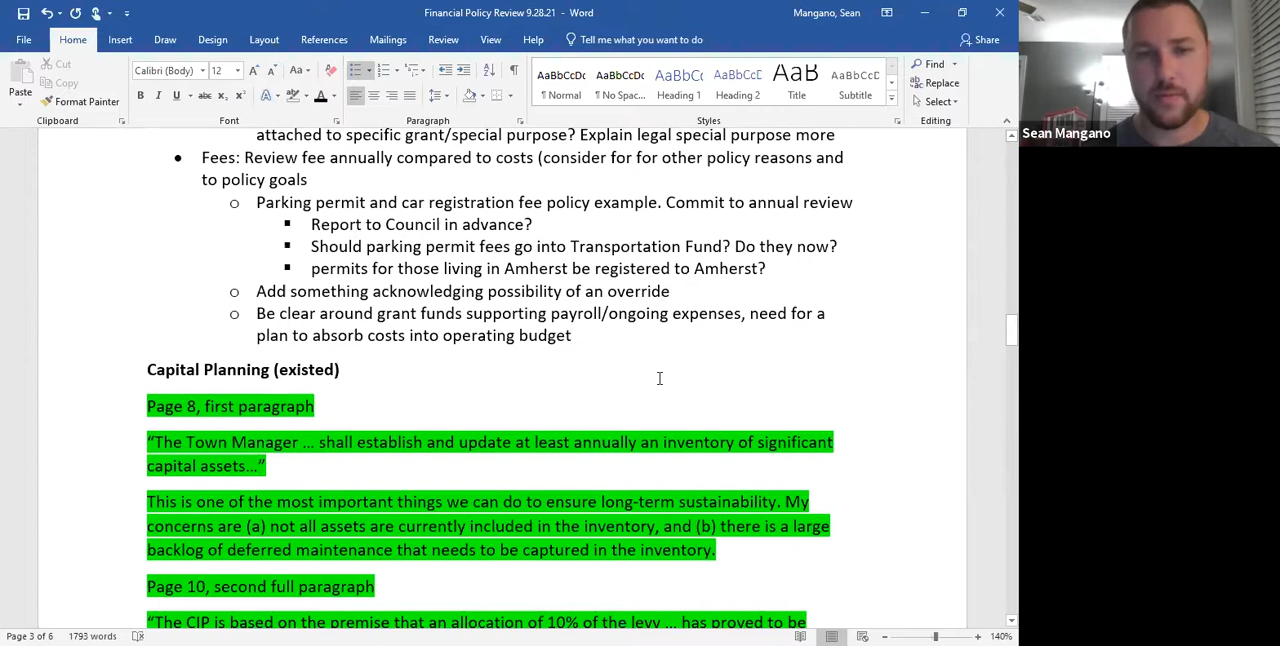 Financial Policy Review 9.28.21 - Word
Mangano, Sean
File Home Insert Draw Design Layout References Mailings Review View Help Tell me what you want to do Share
Paste
Cut
Copy
Format Painter
Calibri (Body) 12
AaBbCcDc AaBbCcDc AaBbCc AaBbCcD AaB AaBbCcD
¶ Normal ¶ No Spac... Heading 1 Heading 2 Title Subtitle
Find
Replace
Select
Clipboard Font Paragraph Styles Editing
Sean Mangano
attached to specific grant/special purpose? Explain legal special purpose more
• Fees: Review fee annually compared to costs (consider for for other policy reasons and
to policy goals
o Parking permit and car registration fee policy example. Commit to annual review
▪ Report to Council in advance?
▪ Should parking permit fees go into Transportation Fund? Do they now?
▪ permits for those living in Amherst be registered to Amherst?
o Add something acknowledging possibility of an override
o Be clear around grant funds supporting payroll/ongoing expenses, need for a
plan to absorb costs into operating budget
Capital Planning (existed)
Page 8, first paragraph
“The Town Manager … shall establish and update at least annually an inventory of significant
capital assets…”
This is one of the most important things we can do to ensure long-term sustainability. My
concerns are (a) not all assets are currently included in the inventory, and (b) there is a large
backlog of deferred maintenance that needs to be captured in the inventory.
Page 10, second full paragraph
“The CIP is based on the premise that an allocation of 10% of the levy … has proved to be
Page 3 of 6 1793 words 140%